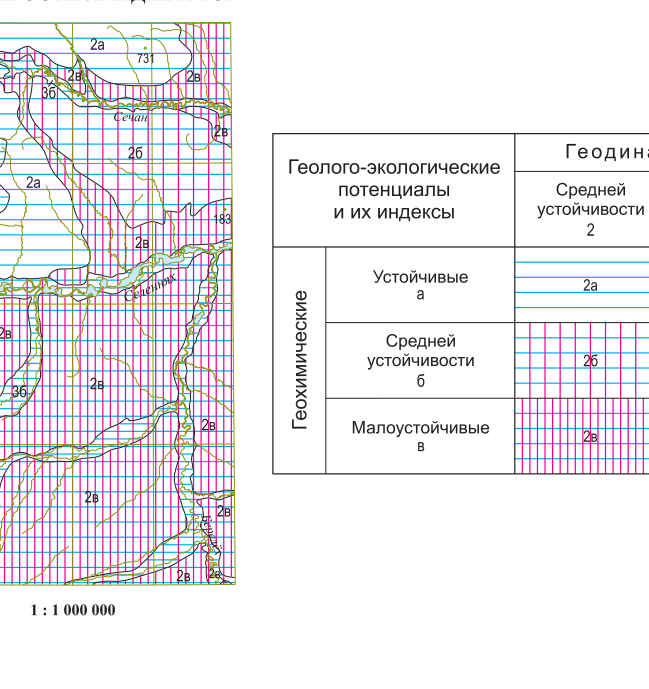 2а
731
2в
2в
3б
Сечан
2в
2б
2а
183
2в
Селеннях
2в
3б
2в
2в
2в
2в
2в
2в
1 : 1 000 000
Геолого-экологические
потенциалы
и их индексы
Геодина
Средней
устойчивости
2
Геохимические
Устойчивые
а
2а
Средней
устойчивости
б
2б
Малоустойчивые
в
2в